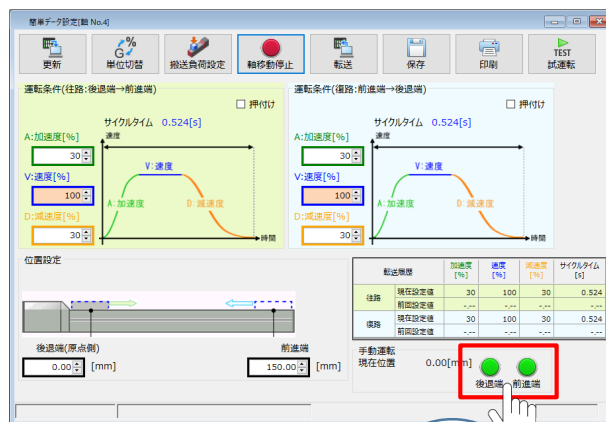 簡単データ設定[軸 No.4]
更新 単位切替 搬送負荷設定 軸移動停止 転送 保存 印刷 TEST 試運転
運転条件(往路:後退端→前進端)
押付け
サイクルタイム 0.524[s]
A:加速度[%]
30
V:速度[%]
100
D:減速度[%]
30
速度
V:速度
A:加速度
D:減速度
時間
運転条件(復路:前進端→後退端)
押付け
サイクルタイム 0.524[s]
A:加速度[%]
30
V:速度[%]
100
D:減速度[%]
30
速度
V:速度
A:加速度
D:減速度
時間
位置設定
後退端(原点側)
0.00 [mm]
前進端
150.00 [mm]
転送履歴 加速度[%] 速度[%] 減速度[%] サイクルタイム[s]
往路 現在設定値 30 100 30 0.524
前回設定値 -.-- -.-- -.-- -.--
復路 現在設定値 30 100 30 0.524
前回設定値 -.-- -.-- -.-- -.--
手動運転
現在位置 0.00[mm]
後退端 前進端